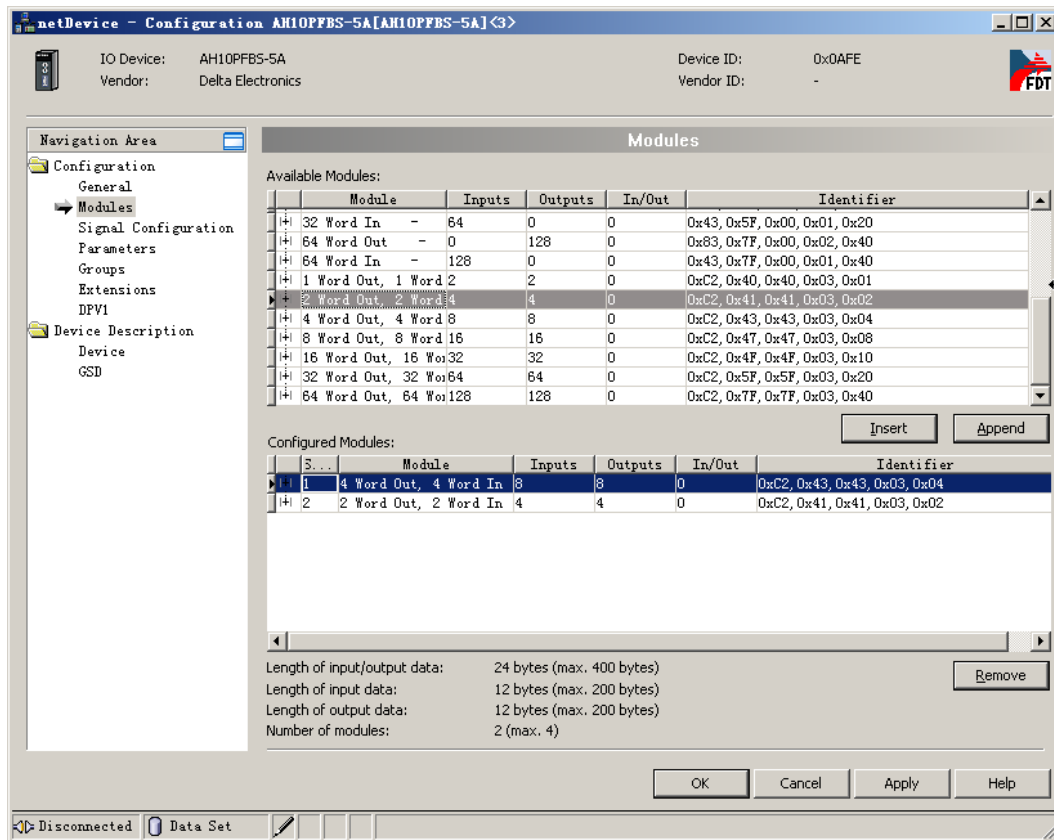 netDevice - Configuration AH10PFBS-5A[AH10PFBS-5A]<3>
IO Device: AH10PFBS-5A Device ID: 0x0AFE
Vendor: Delta Electronics Vendor ID: -
FDT
Navigation Area
Configuration
General
Modules
Signal Configuration
Parameters
Groups
Extensions
DPV1
Device Description
Device
GSD
Modules
Available Modules:
Module Inputs Outputs In/Out Identifier
32 Word In - 64 0 0 0x43, 0x5F, 0x00, 0x01, 0x20
64 Word Out - 0 128 0 0x83, 0x7F, 0x00, 0x02, 0x40
64 Word In - 128 0 0 0x43, 0x7F, 0x00, 0x01, 0x40
1 Word Out, 1 Word 2 2 0 0xC2, 0x40, 0x40, 0x03, 0x01
2 Word Out, 2 Word 4 4 0 0xC2, 0x41, 0x41, 0x03, 0x02
4 Word Out, 4 Word 8 8 0 0xC2, 0x43, 0x43, 0x03, 0x04
8 Word Out, 8 Word 16 16 0 0xC2, 0x47, 0x47, 0x03, 0x08
16 Word Out, 16 Wor 32 32 0 0xC2, 0x4F, 0x4F, 0x03, 0x10
32 Word Out, 32 Wor 64 64 0 0xC2, 0x5F, 0x5F, 0x03, 0x20
64 Word Out, 64 Wor 128 128 0 0xC2, 0x7F, 0x7F, 0x03, 0x40
Insert Append
Configured Modules:
S... Module Inputs Outputs In/Out Identifier
1 4 Word Out, 4 Word In 8 8 0 0xC2, 0x43, 0x43, 0x03, 0x04
2 2 Word Out, 2 Word In 4 4 0 0xC2, 0x41, 0x41, 0x03, 0x02
Length of input/output data: 24 bytes (max. 400 bytes)
Remove
Length of input data: 12 bytes (max. 200 bytes)
Length of output data: 12 bytes (max. 200 bytes)
Number of modules: 2 (max. 4)
OK Cancel Apply Help
Disconnected Data Set